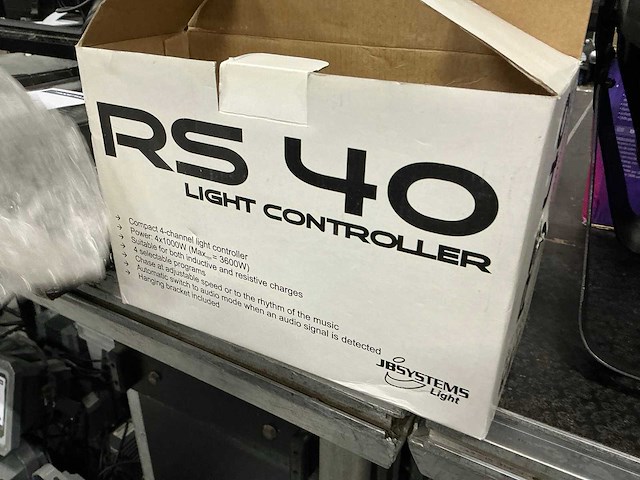 RS 40
LIGHT CONTROLLER
Compact 4-channel light controller
Power: 4x1000W (Max... = 3600W)
Suitable for both inductive and resistive charges
4 selectable programs
Chase at adjustable speed or to the rhythm of the music
Automatic switch to audio mode when an audio signal is detected
Hanging bracket included
JBSYSTEMS
Light